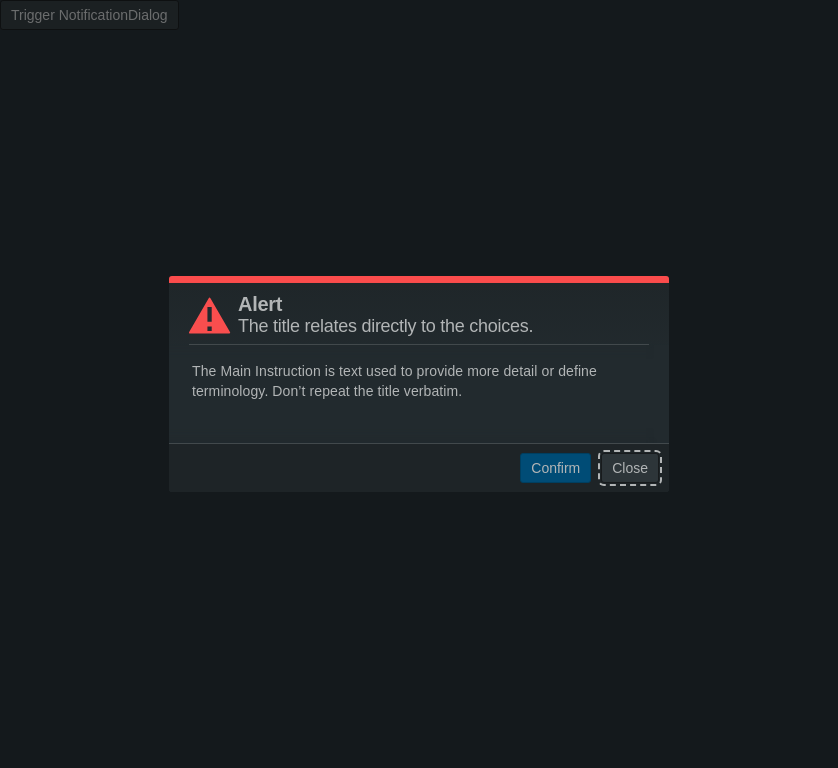 Trigger NotificationDialog
Alert
The title relates directly to the choices.
The Main Instruction is text used to provide more detail or define
terminology. Don’t repeat the title verbatim.
Confirm Close